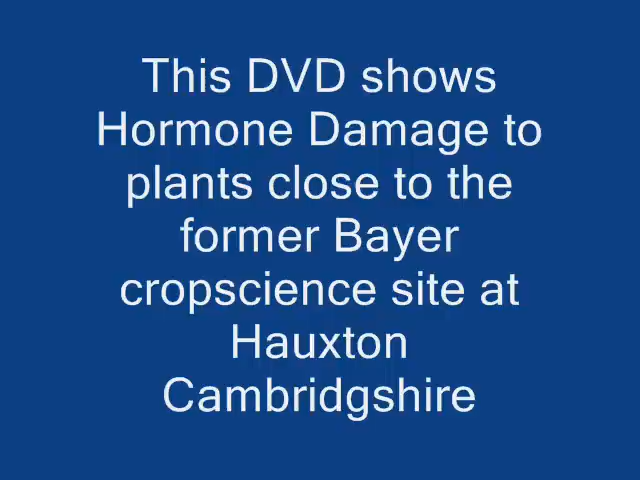 This DVD shows
Hormone Damage to
plants close to the
former Bayer
cropscience site at
Hauxton
Cambridgshire